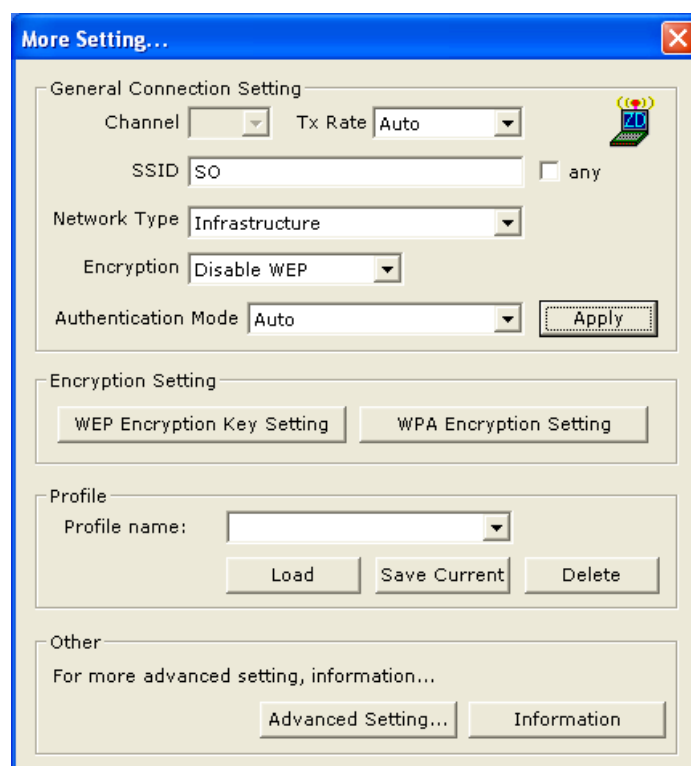 More Setting...
General Connection Setting
Channel Tx Rate Auto
ZD
SSID SO any
Network Type Infrastructure
Encryption Disable WEP
Authentication Mode Auto Apply
Encryption Setting
WEP Encryption Key Setting WPA Encryption Setting
Profile
Profile name:
Load Save Current Delete
Other
For more advanced setting, information...
Advanced Setting... Information